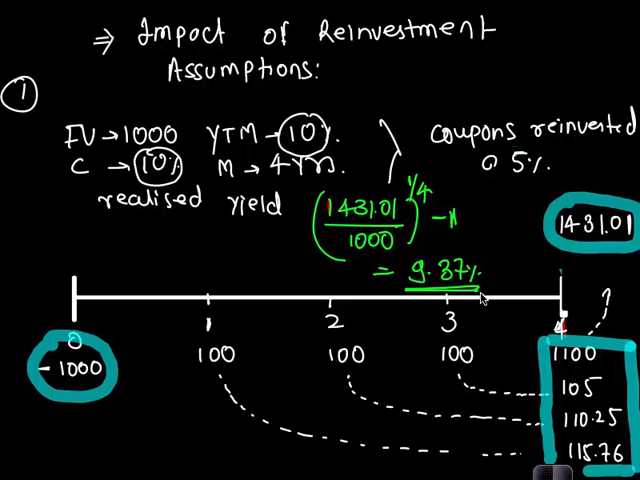 ⇒ Impact of Reinvestment
Assumptions:
1
FV → 1000 YTM → 10%.
C → 10% M → 4 yrs.
coupons reinvested
@ 5%.
realised yield (1431.01/1000)^1/4 - 1
= 9.37%
1431.01
0 1 2 3 4
- 1000 100 100 100 1100
105
110.25
115.76